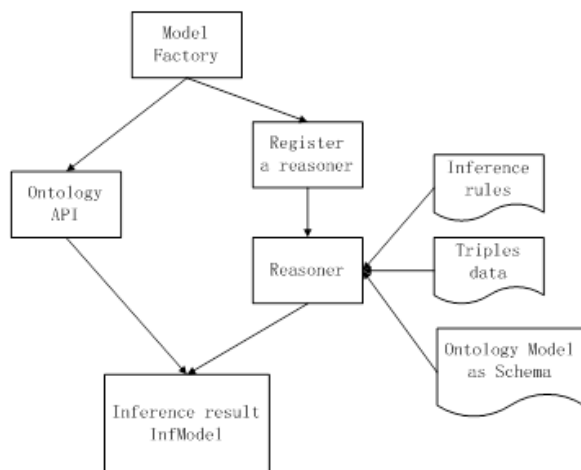 Model
Factory
Register
a reasoner
Ontology
API
Inference
rules
Reasoner
Triples
data
Ontology Model
as Schema
Inference result
InfModel